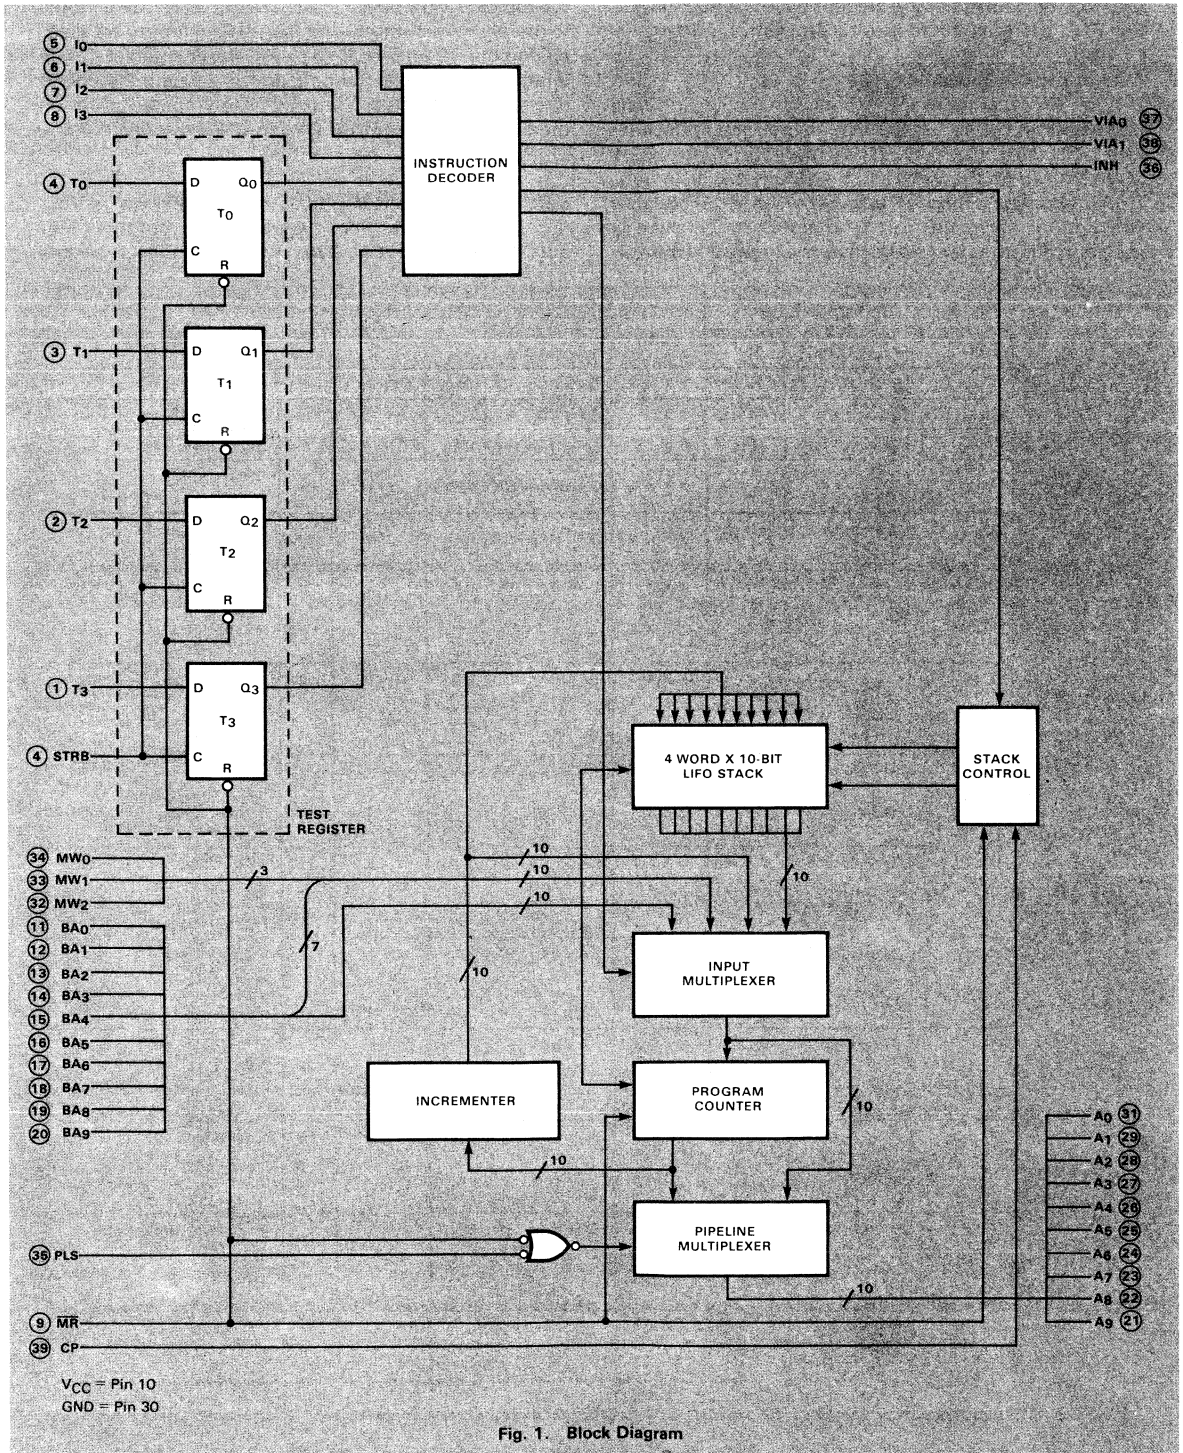 5 I0
6 I1
7 I2
8 I3
INSTRUCTION
DECODER
VIA0 37
VIA1 38
INH 36
4 T0
D Q0
T0
C
R
3 T1
D Q1
T1
C
R
2 T2
D Q2
T2
C
R
1 T3
D Q3
T3
C
R
4 STRB
TEST
REGISTER
4 WORD X 10-BIT
LIFO STACK
STACK
CONTROL
34 MW0
33 MW1
32 MW2
3
10
10
10
10
11 BA0
12 BA1
13 BA2
14 BA3
15 BA4
16 BA5
17 BA6
18 BA7
19 BA8
20 BA9
7
10
INPUT
MULTIPLEXER
INCREMENTER
PROGRAM
COUNTER
10
10
PIPELINE
MULTIPLEXER
10
A0 31
A1 29
A2 28
A3 27
A4 26
A5 25
A6 24
A7 23
A8 22
A9 21
35 PLS
9 MR
39 CP
VCC = Pin 10
GND = Pin 30
Fig. 1. Block Diagram